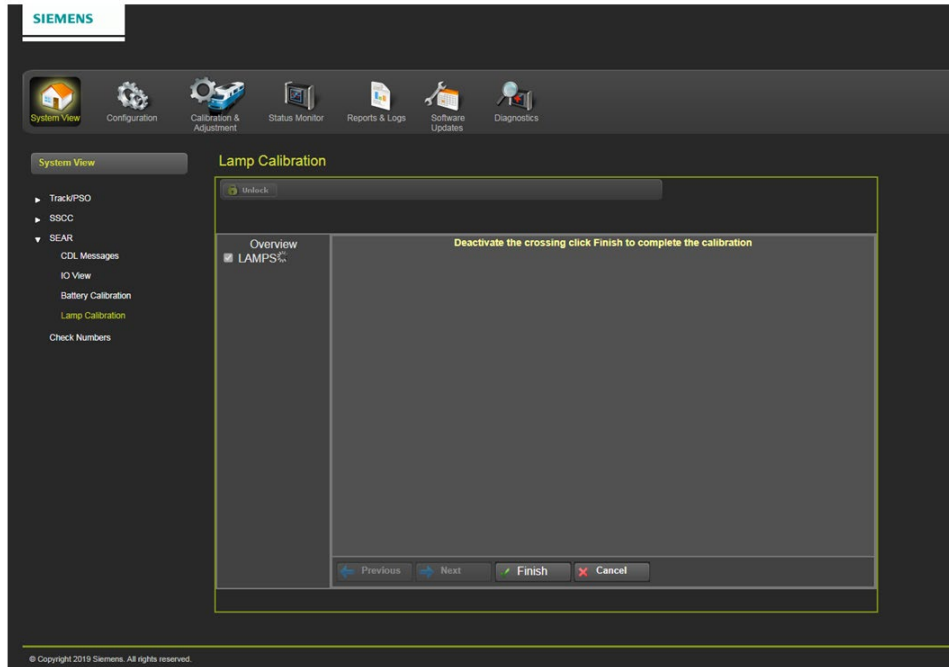 SIEMENS
System View
Configuration
Calibration &
Adjustment
Status Monitor
Reports & Logs
Software
Updates
Diagnostics
System View
Track/PSO
SSCC
SEAR
CDL Messages
IO View
Battery Calibration
Lamp Calibration
Check Numbers
Lamp Calibration
Unlock
Overview
LAMPS
Deactivate the crossing click Finish to complete the calibration
Previous
Next
Finish
Cancel
© Copyright 2019 Siemens. All rights reserved.